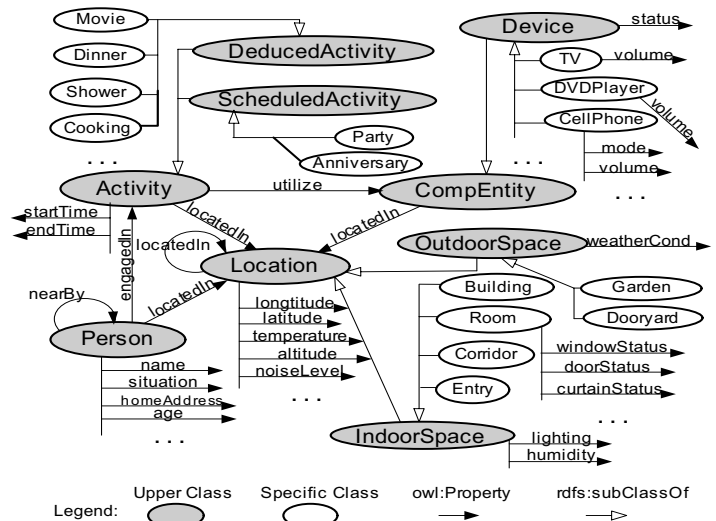 Movie
Dinner
Shower
Cooking
. . .
DeducedActivity
ScheduledActivity
Party
Anniversary
Device
status
TV
volume
DVDPlayer
volume
CellPhone
mode
volume
. . .
Activity
utilize
CompEntity
startTime
endTime
locatedIn
locatedIn
engagedIn
locatedIn
Location
OutdoorSpace
weatherCond
nearBy
locatedIn
Person
name
situation
homeAddress
age
. . .
longtitude
latitude
temperature
altitude
noiseLevel
. . .
Building
Room
Corridor
Entry
Garden
Dooryard
windowStatus
doorStatus
curtainStatus
. . .
IndoorSpace
lighting
humidity
Legend:
Upper Class
Specific Class
owl:Property
rdfs:subClassOf